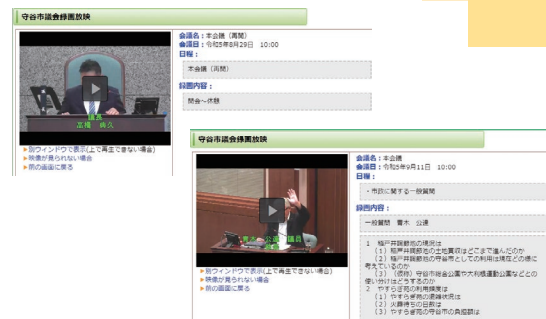 守谷市議会録画放映
会議名：本会議（再開）
会議日：令和5年8月29日　10:00
日程：
本会議（再開）
録画内容：
開会～休憩
議長
▶別ウィンドウで表示(上で再生できない場合)
▶映像が見られない場合
▶前の画面に戻る
守谷市議会録画放映
会議名：本会議
会議日：令和5年9月11日　10:00
日程：
・市政に関する一般質問
録画内容：
一般質問　青木　公達
1　稲戸井調節池の現況は
（1）稲戸井調節池の土地買収はどこまで進んだのか
（2）稲戸井調節池の守谷市としての利用は現在どの様に
考えているのか
（3）（仮称）守谷市総合公園や大利根運動公園などとの
使い分けはどうするのか
2　やすらぎ苑の利用頻度は
（1）やすらぎ苑の混雑状況は
（2）火葬待ちの日数は
（3）やすらぎ苑の守谷市の負担額は
青木　公達　議員
▶別ウィンドウで表示(上で再生できない場合)
▶映像が見られない場合
▶前の画面に戻る